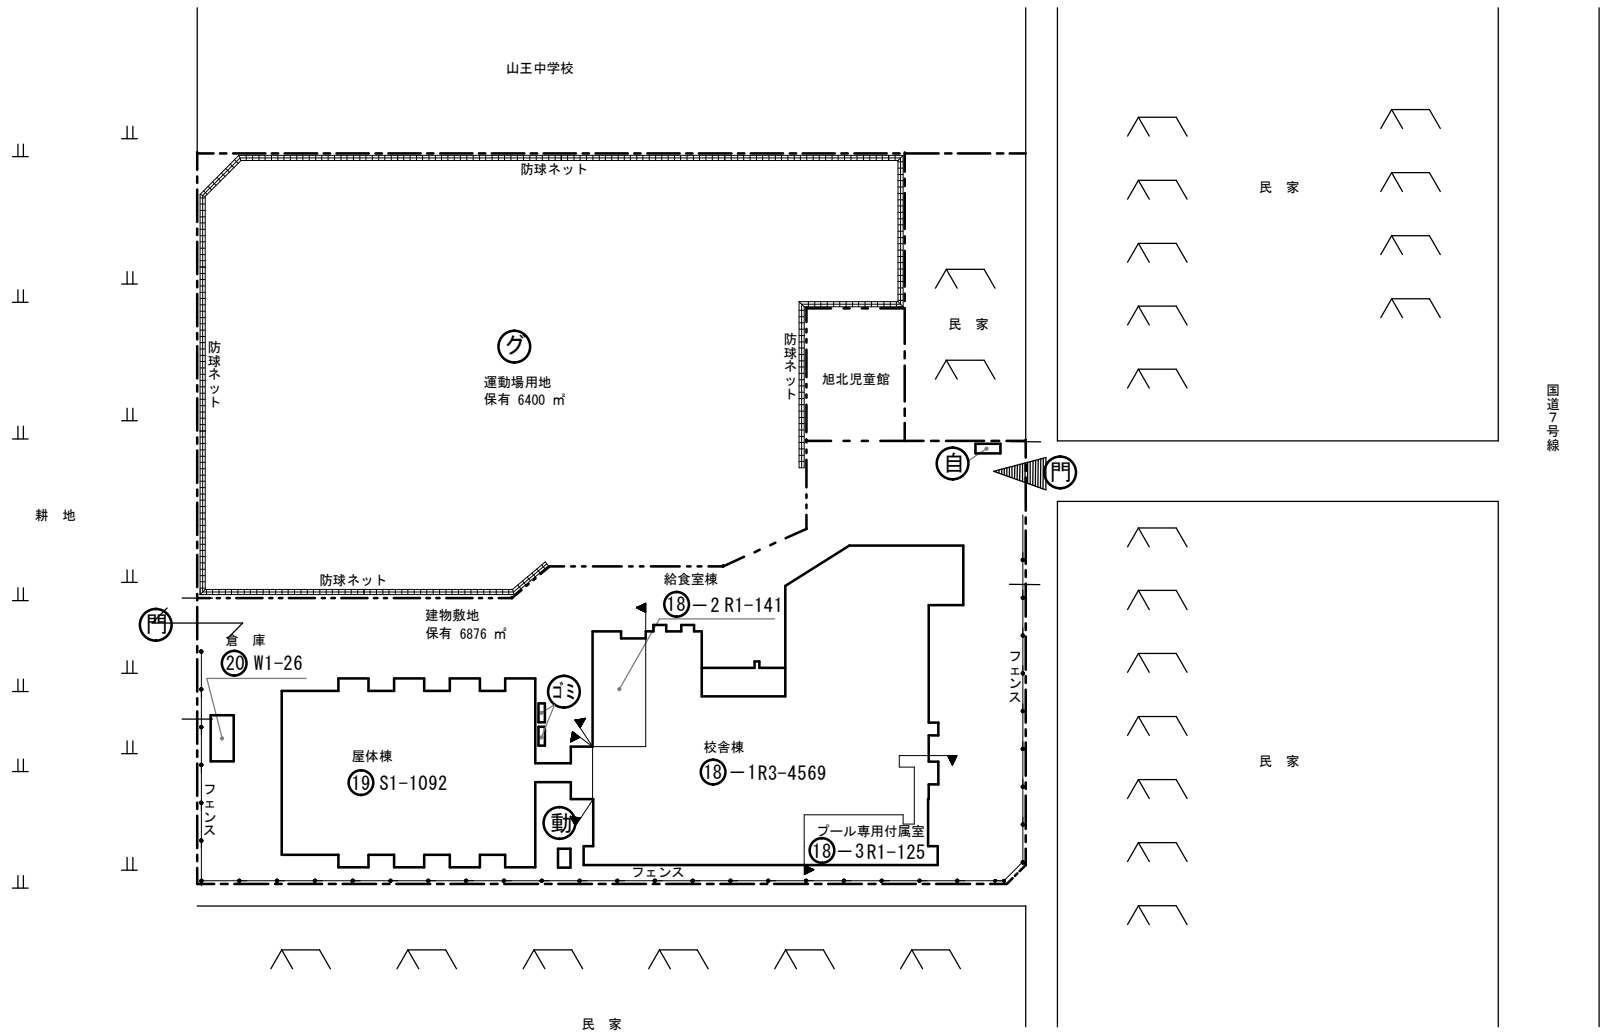 山王中学校
防球ネット
民 家
グ
運動場用地
保有 6400 ㎡
防球ネット
防球ネット
旭北児童館
民 家
国道7号線
自
門
耕 地
防球ネット
給食室棟
⑱－2 R1-141
建物敷地
保有 6876 ㎡
門
倉 庫
⑳ W1-26
ゴミ
フェンス
屋体棟
⑲ S1-1092
校舎棟
⑱－1R3-4569
民 家
フェンス
動
プール専用付属室
⑱－3R1-125
フェンス
民 家